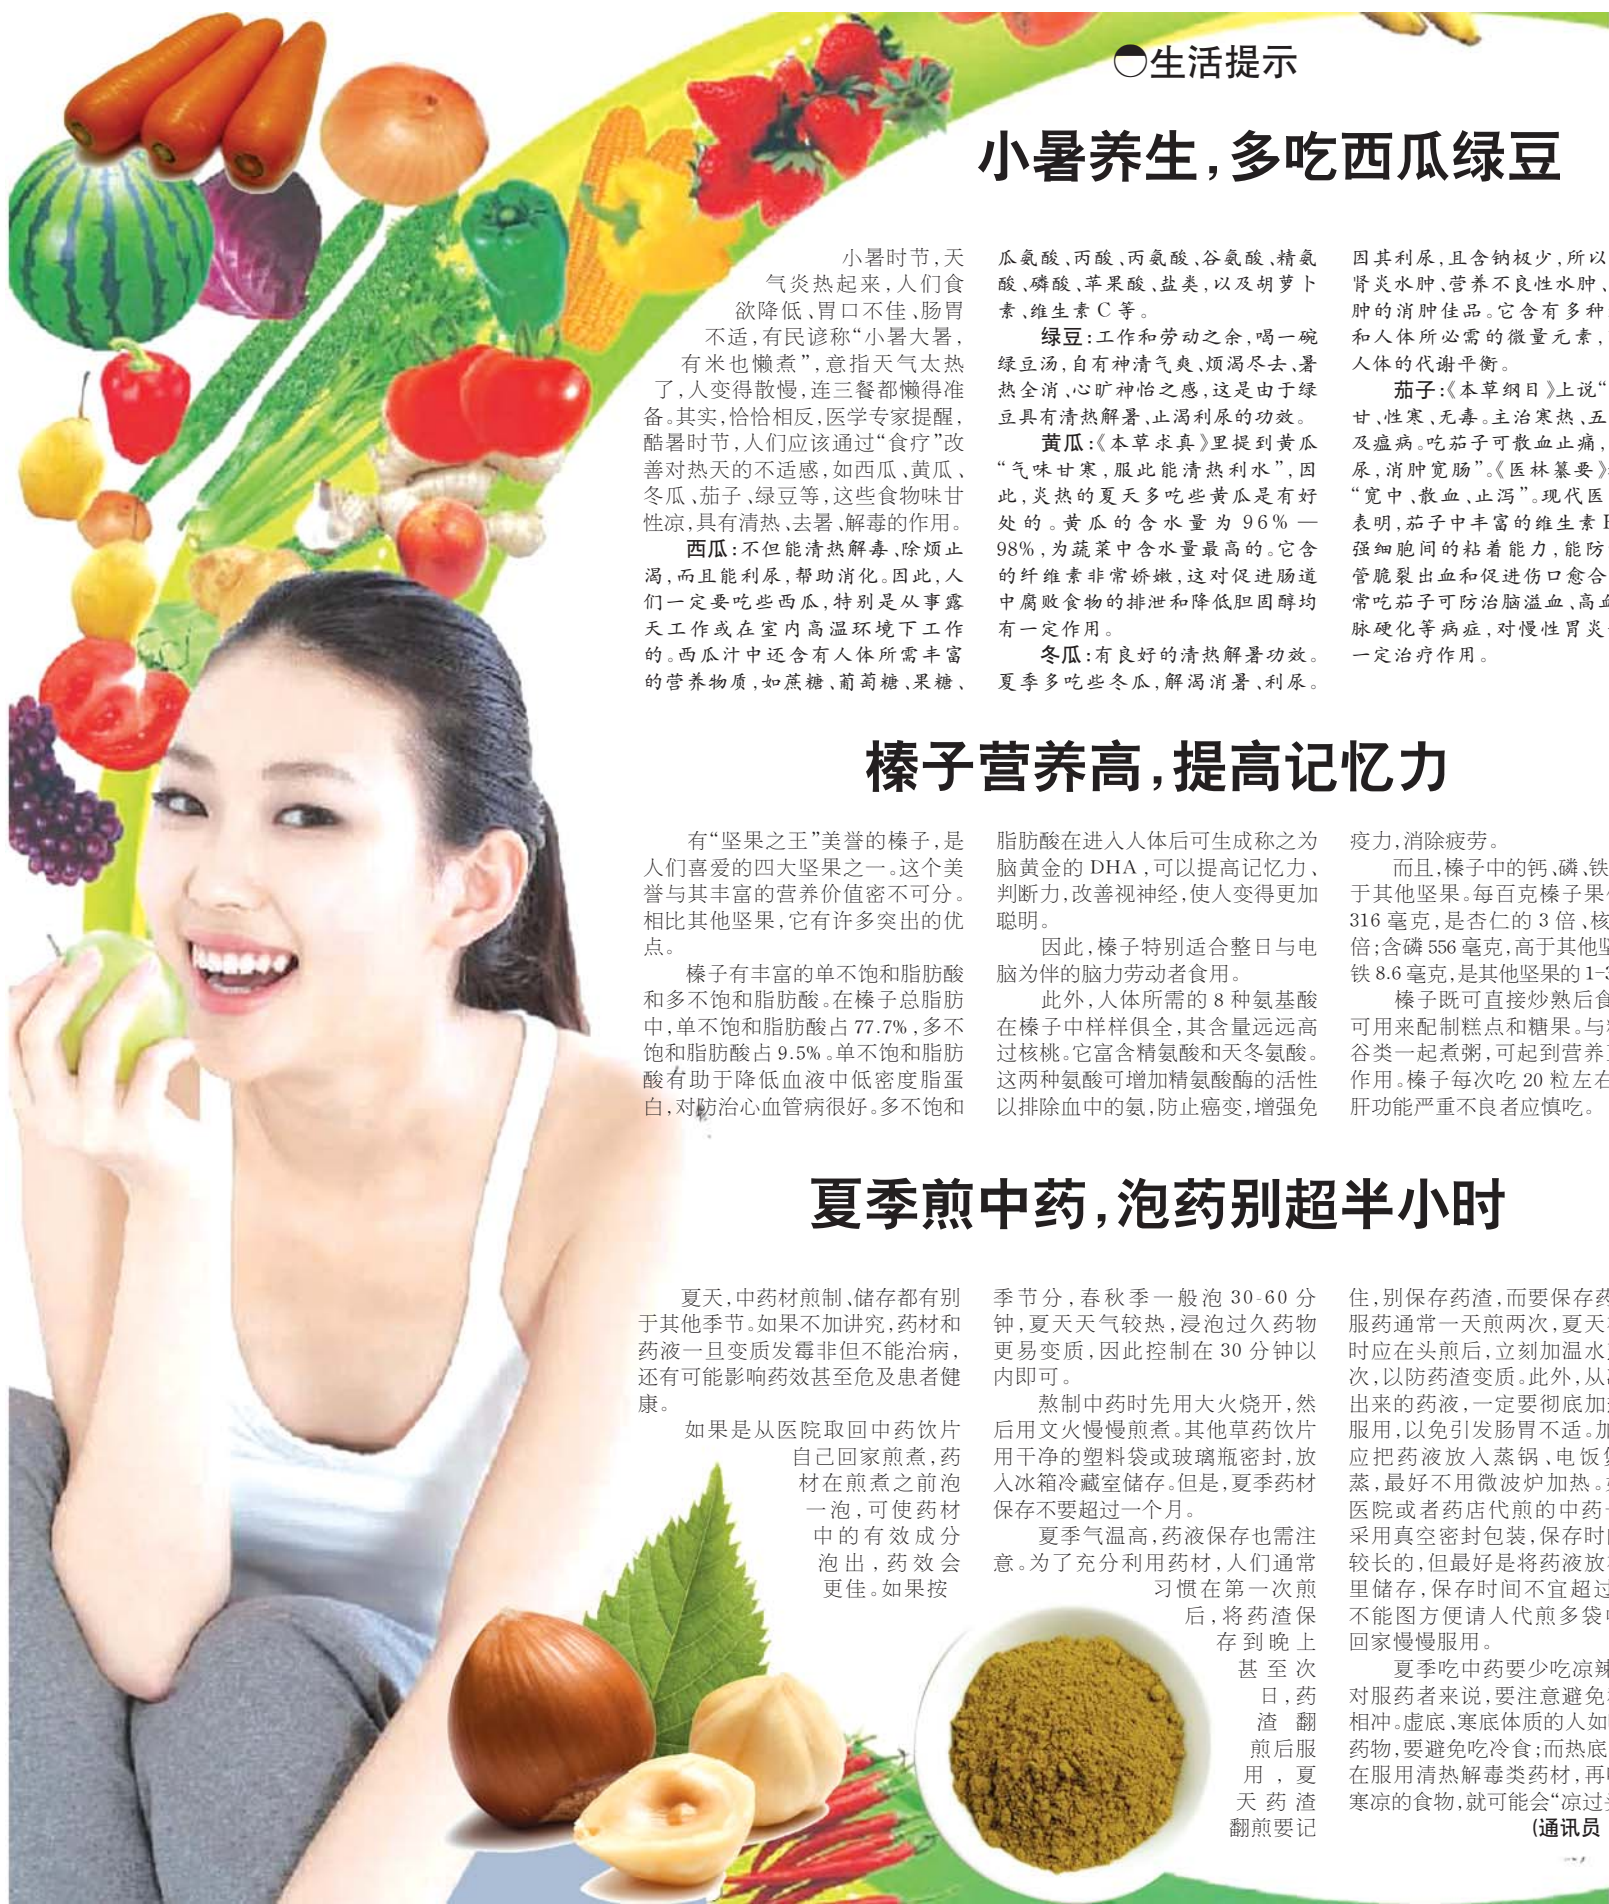 生活提示
小暑养生,多吃西瓜绿豆
小暑时节,天
气炎热起来,人们食
欲降低、胃口不佳、肠胃
不适,有民谚称“小暑大暑,
有米也懒煮”,意指天气太热
了,人变得散慢,连三餐都懒得准
备。其实,恰恰相反,医学专家提醒,
酷暑时节,人们应该通过“食疗”改
善对热天的不适感,如西瓜、黄瓜、
冬瓜、茄子、绿豆等,这些食物味甘
性凉,具有清热、去暑、解毒的作用。
西瓜:不但能清热解毒、除烦止
渴,而且能利尿,帮助消化。因此,人
们一定要吃些西瓜,特别是从事露
天工作或在室内高温环境下工作
的。西瓜汁中还含有人体所需丰富
的营养物质,如蔗糖、葡萄糖、果糖、
瓜氨酸、丙酸、丙氨酸、谷氨酸、精氨
酸、磷酸、苹果酸、盐类,以及胡萝卜
素、维生素C等。
绿豆:工作和劳动之余,喝一碗
绿豆汤,自有神清气爽、烦渴尽去、暑
热全消、心旷神怡之感,这是由于绿
豆具有清热解暑、止渴利尿的功效。
黄瓜:《本草求真》里提到黄瓜
“气味甘寒,服此能清热利水”,因
此,炎热的夏天多吃些黄瓜是有好
处的。黄瓜的含水量为96%—
98%,为蔬菜中含水量最高的。它含
的纤维素非常娇嫩,这对促进肠道
中腐败食物的排泄和降低胆固醇均
有一定作用。
冬瓜:有良好的清热解暑功效。
夏季多吃些冬瓜,解渴消暑、利尿。
因其利尿,且含钠极少,所以
肾炎水肿、营养不良性水肿、
肿的消肿佳品。它含有多种
和人体所必需的微量元素,
人体的代谢平衡。
茄子:《本草纲目》上说“
甘、性寒、无毒。主治寒热、五
及瘟病。吃茄子可散血止痛,
尿,消肿宽肠”。《医林纂要》
“宽中、散血、止泻”。现代医
表明,茄子中丰富的维生素
强细胞间的粘着能力,能防
管脆裂出血和促进伤口愈合
常吃茄子可防治脑溢血、高血
脉硬化等病症,对慢性胃炎
一定治疗作用。
榛子营养高,提高记忆力
有“坚果之王”美誉的榛子,是
人们喜爱的四大坚果之一。这个美
誉与其丰富的营养价值密不可分。
相比其他坚果,它有许多突出的优
点。
榛子有丰富的单不饱和脂肪酸
和多不饱和脂肪酸。在榛子总脂肪
中,单不饱和脂肪酸占77.7%,多不
饱和脂肪酸占9.5%。单不饱和脂肪
酸有助于降低血液中低密度脂蛋
白,对防治心血管病很好。多不饱和
脂肪酸在进入人体后可生成称之为
脑黄金的DHA,可以提高记忆力、
判断力,改善视神经,使人变得更加
聪明。
因此,榛子特别适合整日与电
脑为伴的脑力劳动者食用。
此外,人体所需的8种氨基酸
在榛子中样样俱全,其含量远远高
过核桃。它富含精氨酸和天冬氨酸。
这两种氨酸可增加精氨酸酶的活性
以排除血中的氨,防止癌变,增强免
疫力,消除疲劳。
而且,榛子中的钙、磷、铁
于其他坚果。每百克榛子果
316毫克,是杏仁的3倍、核
倍;含磷556毫克,高于其他坚
铁8.6毫克,是其他坚果的1-3
榛子既可直接炒熟后食
可用来配制糕点和糖果。与
谷类一起煮粥,可起到营养
作用。榛子每次吃20粒左右
肝功能严重不良者应慎吃。
夏季煎中药,泡药别超半小时
夏天,中药材煎制、储存都有别
于其他季节。如果不加讲究,药材和
药液一旦变质发霉非但不能治病,
还有可能影响药效甚至危及患者健
康。
如果是从医院取回中药饮片
自己回家煎煮,药
材在煎煮之前泡
一泡,可使药材
中的有效成分
泡出,药效会
更佳。如果按
季节分,春秋季一般泡30-60分
钟,夏天天气较热,浸泡过久药物
更易变质,因此控制在30分钟以
内即可。
熬制中药时先用大火烧开,然
后用文火慢慢煎煮。其他草药饮片
用干净的塑料袋或玻璃瓶密封,放
入冰箱冷藏室储存。但是,夏季药材
保存不要超过一个月。
夏季气温高,药液保存也需注
意。为了充分利用药材,人们通常
习惯在第一次煎
后,将药渣保
存到晚上
甚至次
日,药
渣翻
煎后服
用,夏
天药渣
翻煎要记
住,别保存药渣,而要保存药
服药通常一天煎两次,夏天
时应在头煎后,立刻加温水
次,以防药渣变质。此外,从
出来的药液,一定要彻底加
服用,以免引发肠胃不适。加
应把药液放入蒸锅、电饭
蒸,最好不用微波炉加热。
医院或者药店代煎的中药
采用真空密封包装,保存时
较长的,但最好是将药液放
里储存,保存时间不宜超过
不能图方便请人代煎多袋
回家慢慢服用。
夏季吃中药要少吃凉辣
对服药者来说,要注意避免
相冲。虚底、寒底体质的人如
药物,要避免吃冷食;而热底
在服用清热解毒类药材,再
寒凉的食物,就可能会“凉过
(通讯员